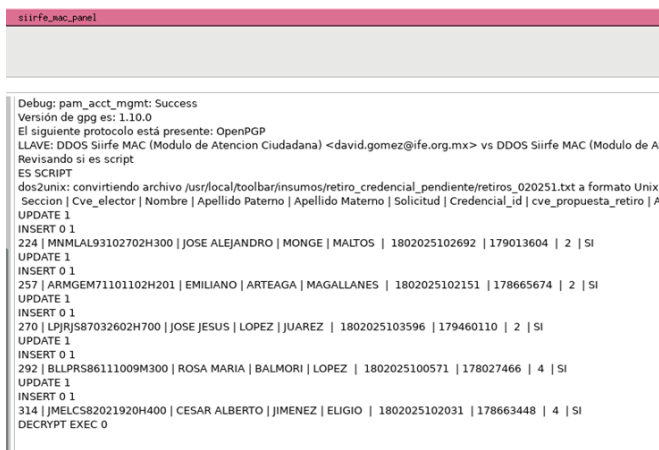 siirfe_mac_panel
Debug: pam_acct_mgmt: Success
Versión de gpg es: 1.10.0
El siguiente protocolo está presente: OpenPGP
LLAVE: DDOS Siirfe MAC (Modulo de Atencion Ciudadana) <david.gomez@ife.org.mx> vs DDOS Siirfe MAC (Modulo de A
Revisando si es script
ES SCRIPT
dos2unix: convirtiendo archivo /usr/local/toolbar/insumos/retiro_credencial_pendiente/retiros_020251.txt a formato Unix
Seccion | Cve_elector | Nombre | Apellido Paterno | Apellido Materno | Solicitud | Credencial_id | cve_propuesta_retiro | A
UPDATE 1
INSERT 0 1
224 | MNMLAL93102702H300 | JOSE ALEJANDRO | MONGE | MALTOS | 1802025102692 | 179013604 | 2 | SI
UPDATE 1
INSERT 0 1
257 | ARMGEM71101102H201 | EMILIANO | ARTEAGA | MAGALLANES | 1802025102151 | 178665674 | 2 | SI
UPDATE 1
INSERT 0 1
270 | LPJRJS87032602H700 | JOSE JESUS | LOPEZ | JUAREZ | 1802025103596 | 179460110 | 2 | SI
UPDATE 1
INSERT 0 1
292 | BLLPRS86111009M300 | ROSA MARIA | BALMORI | LOPEZ | 1802025100571 | 178027466 | 4 | SI
UPDATE 1
INSERT 0 1
314 | JMELCS82021920H400 | CESAR ALBERTO | JIMENEZ | ELIGIO | 1802025102031 | 178663448 | 4 | SI
DECRYPT EXEC 0